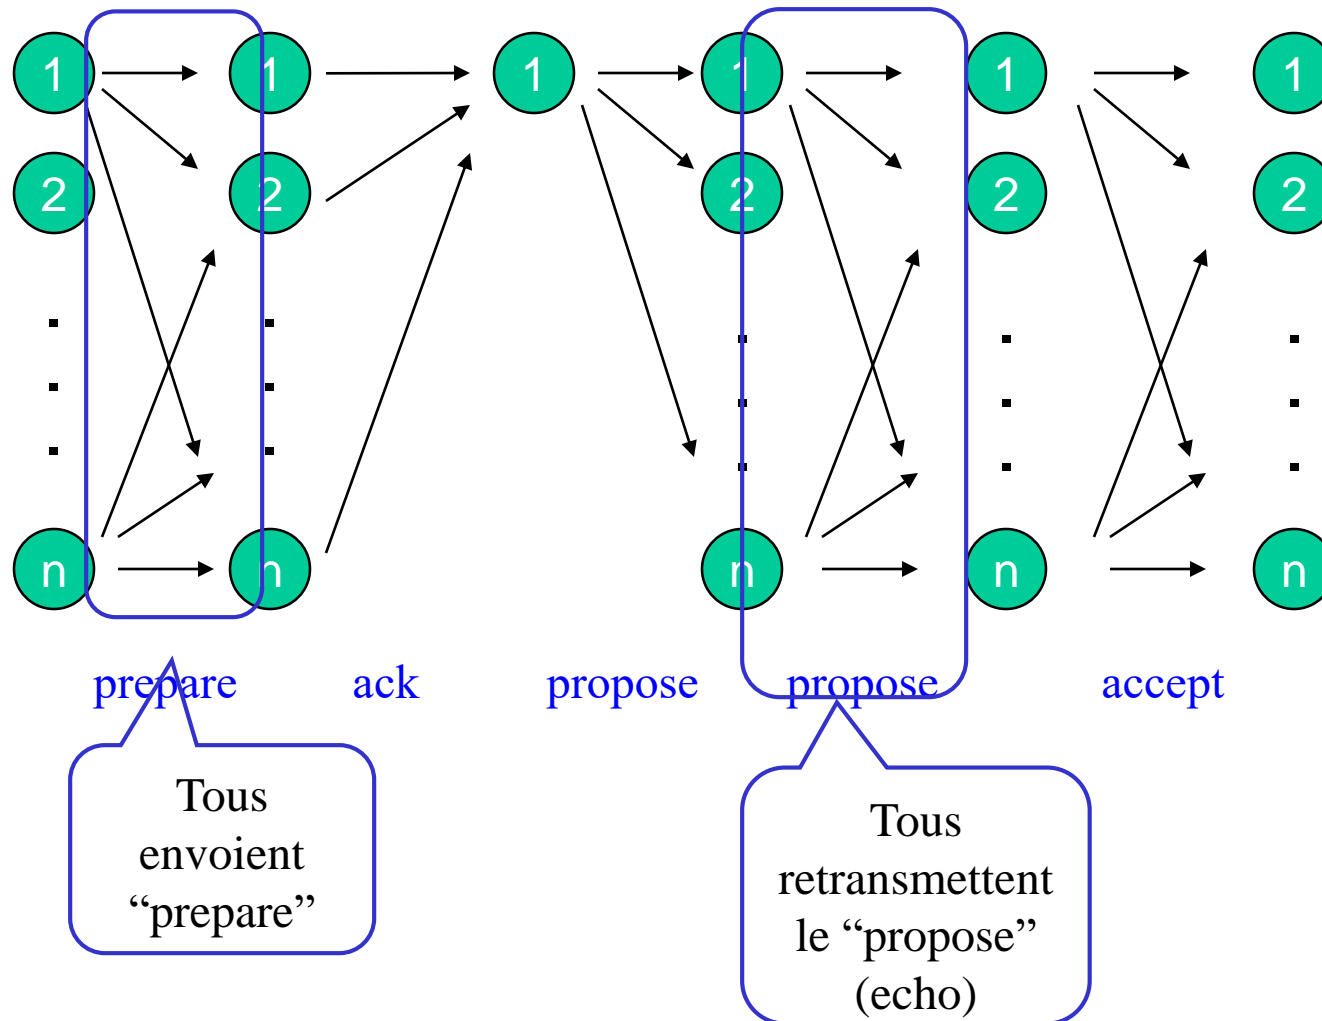 1 1 1 1 1 1
2 2 2 2 2
n n n n n
prepare ack propose propose accept
Tous
envoient
“prepare”
Tous
retransmettent
le “propose”
(echo)